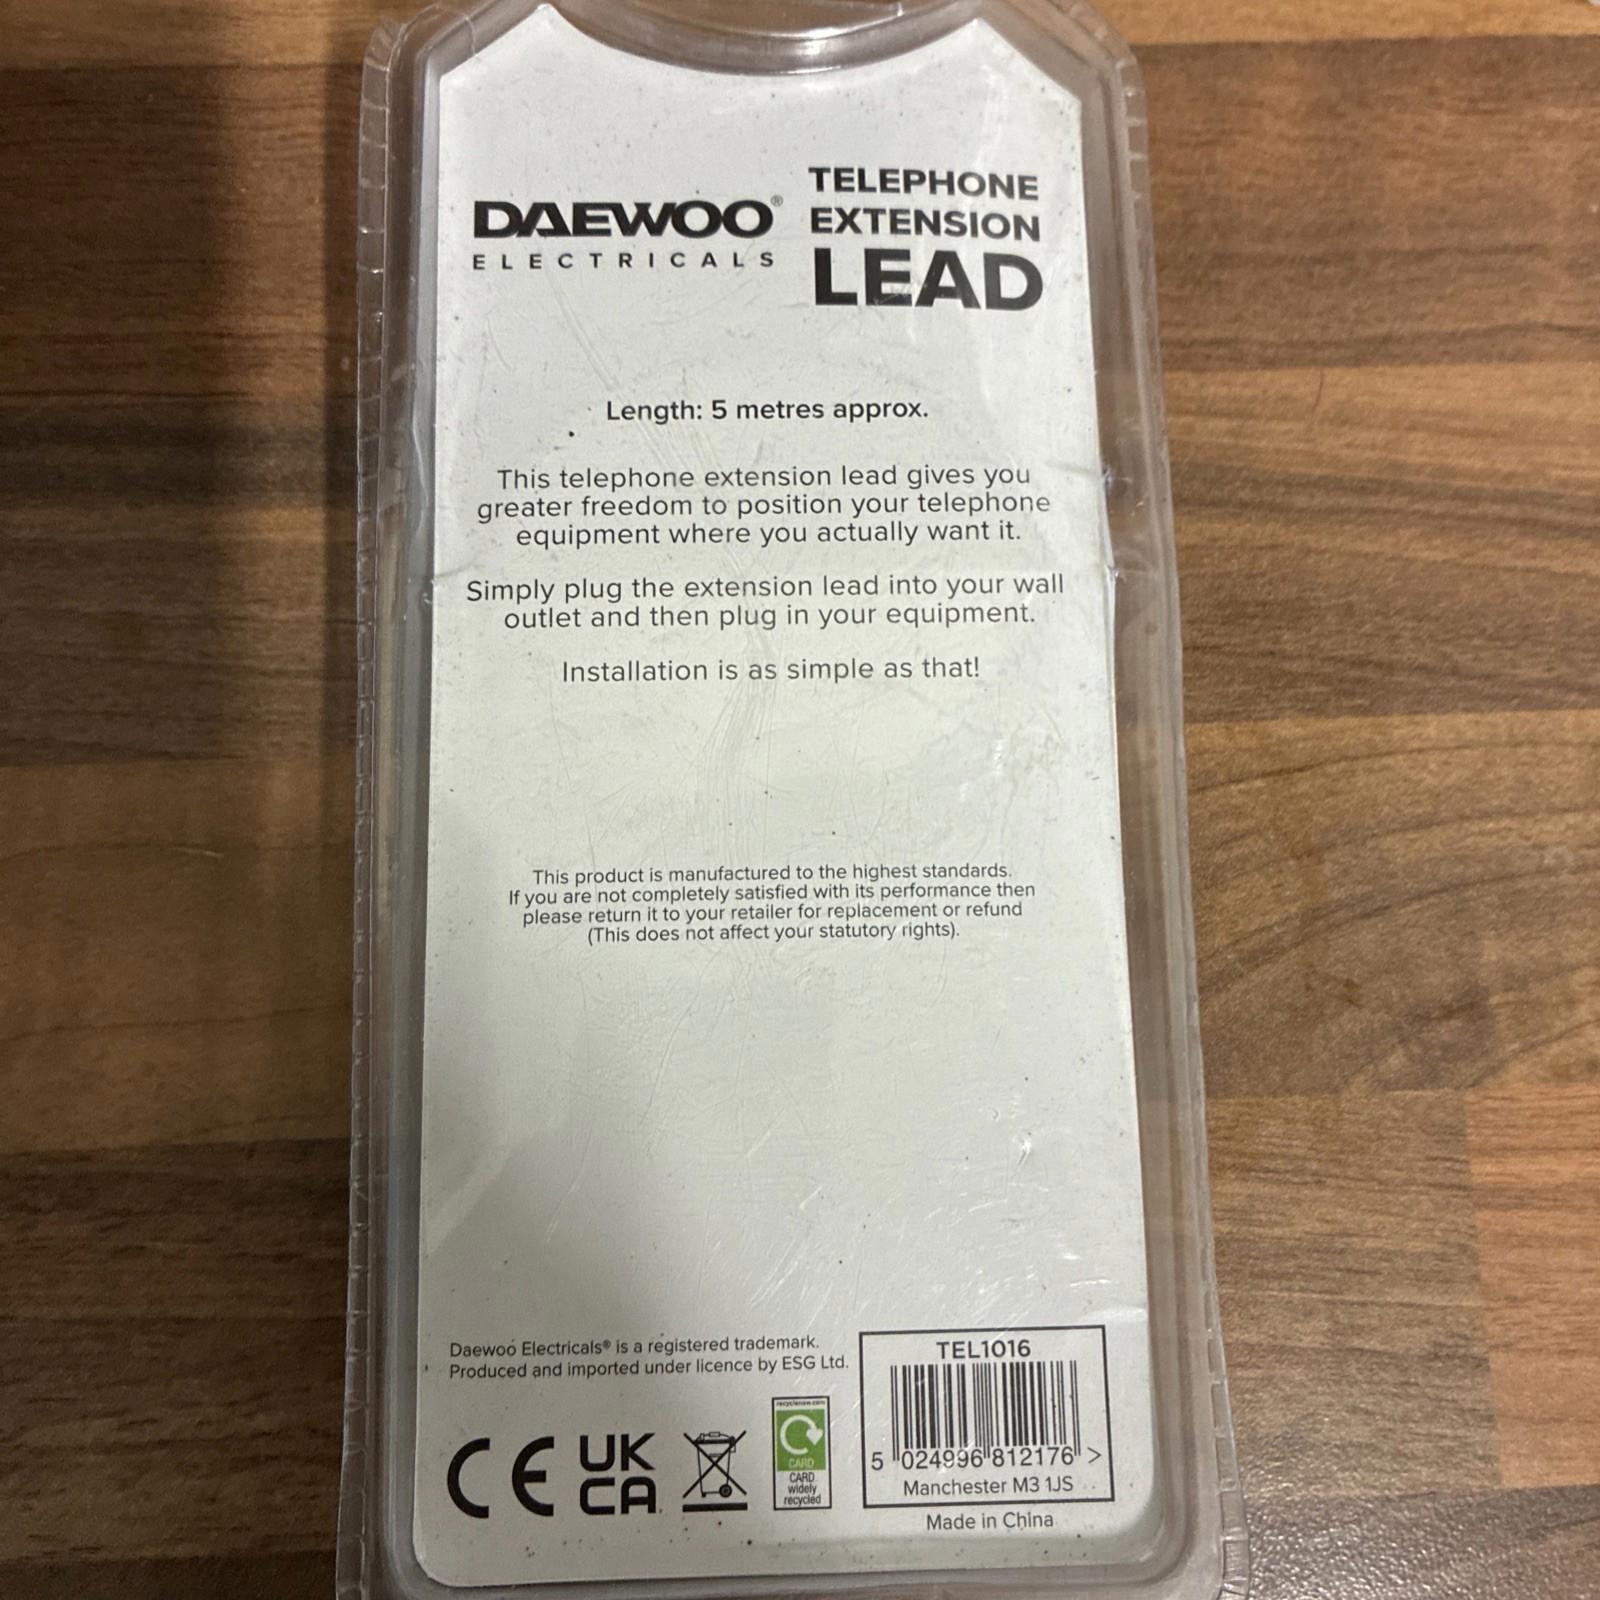 DAEWOO®
ELECTRICALS
TELEPHONE
EXTENSION
LEAD
Length: 5 metres approx.
This telephone extension lead gives you
greater freedom to position your telephone
equipment where you actually want it.
Simply plug the extension lead into your wall
outlet and then plug in your equipment.
Installation is as simple as that!
This product is manufactured to the highest standards.
If you are not completely satisfied with its performance then
please return it to your retailer for replacement or refund
(This does not affect your statutory rights).
Daewoo Electricals® is a registered trademark.
Produced and imported under licence by ESG Ltd.
CE
UK
CA
recyclenow.com
CARD
CARD
widely
recycled
TEL1016
5 024996 812176 >
Manchester M3 1JS
Made in China